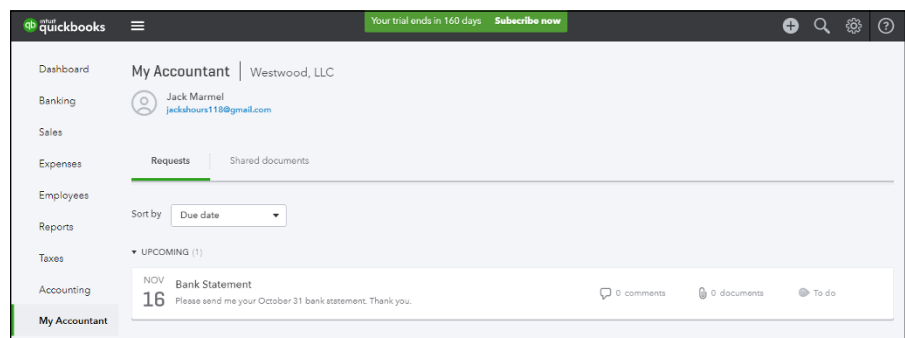 qb intuit quickbooks
Your trial ends in 160 days Subscribe now
Dashboard
Banking
Sales
Expenses
Employees
Reports
Taxes
Accounting
My Accountant
My Accountant | Westwood, LLC
Jack Marmel
jackshours118@gmail.com
Requests
Shared documents
Sort by Due date
UPCOMING (1)
NOV 16
Bank Statement
Please send me your October 31 bank statement. Thank you.
0 comments
0 documents
To do